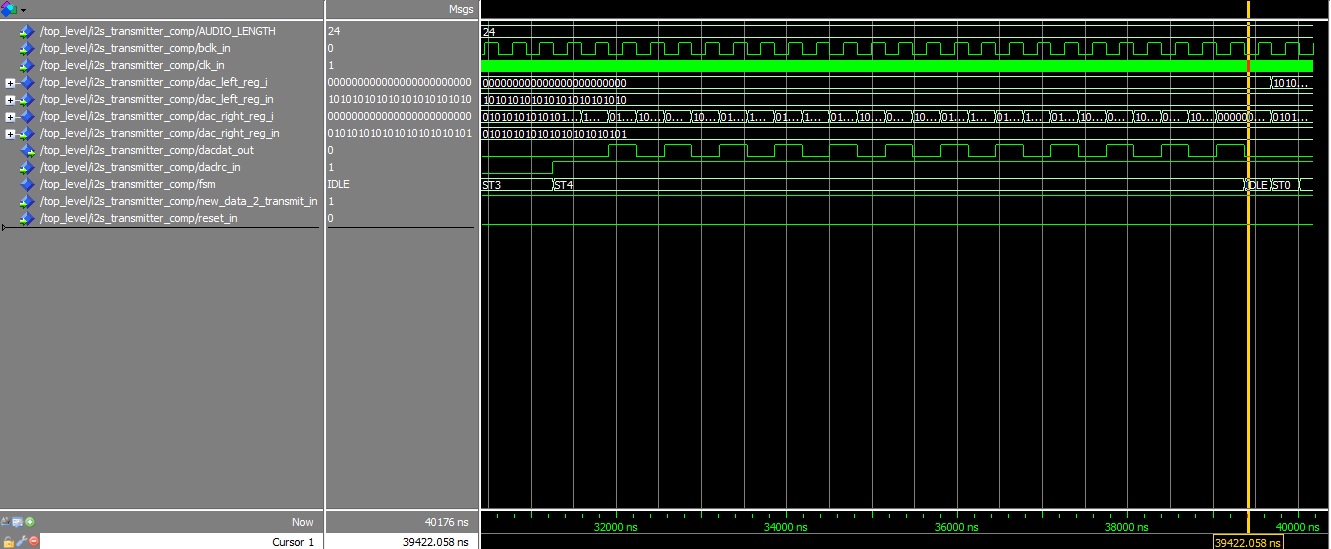 Msgs
/top_level/i2s_transmitter_comp/AUDIO_LENGTH 24 24
/top_level/i2s_transmitter_comp/bclk_in 0
/top_level/i2s_transmitter_comp/clk_in 1
/top_level/i2s_transmitter_comp/dac_left_reg_i 000000000000000000000000 000000000000000000000000 1010...
/top_level/i2s_transmitter_comp/dac_left_reg_in 101010101010101010101010 101010101010101010101010
/top_level/i2s_transmitter_comp/dac_right_reg_i 000000000000000000000000 0101010101010101... 1... 01... 10... 0... 10... 01... 1... 01... 1... 01... 10... 0... 10... 01... 1... 01... 1... 01... 10... 0... 10... 0... 10... 000000... 0101...
/top_level/i2s_transmitter_comp/dac_right_reg_in 010101010101010101010101 010101010101010101010101
/top_level/i2s_transmitter_comp/dacdat_out 0
/top_level/i2s_transmitter_comp/daclrc_in 1
/top_level/i2s_transmitter_comp/fsm IDLE ST3 ST4 IDLE ST0
/top_level/i2s_transmitter_comp/new_data_2_transmit_in 1
/top_level/i2s_transmitter_comp/reset_in 0
Now 40176 ns 32000 ns 34000 ns 36000 ns 38000 ns 40000 ns
Cursor 1 39422.058 ns 39422.058 ns